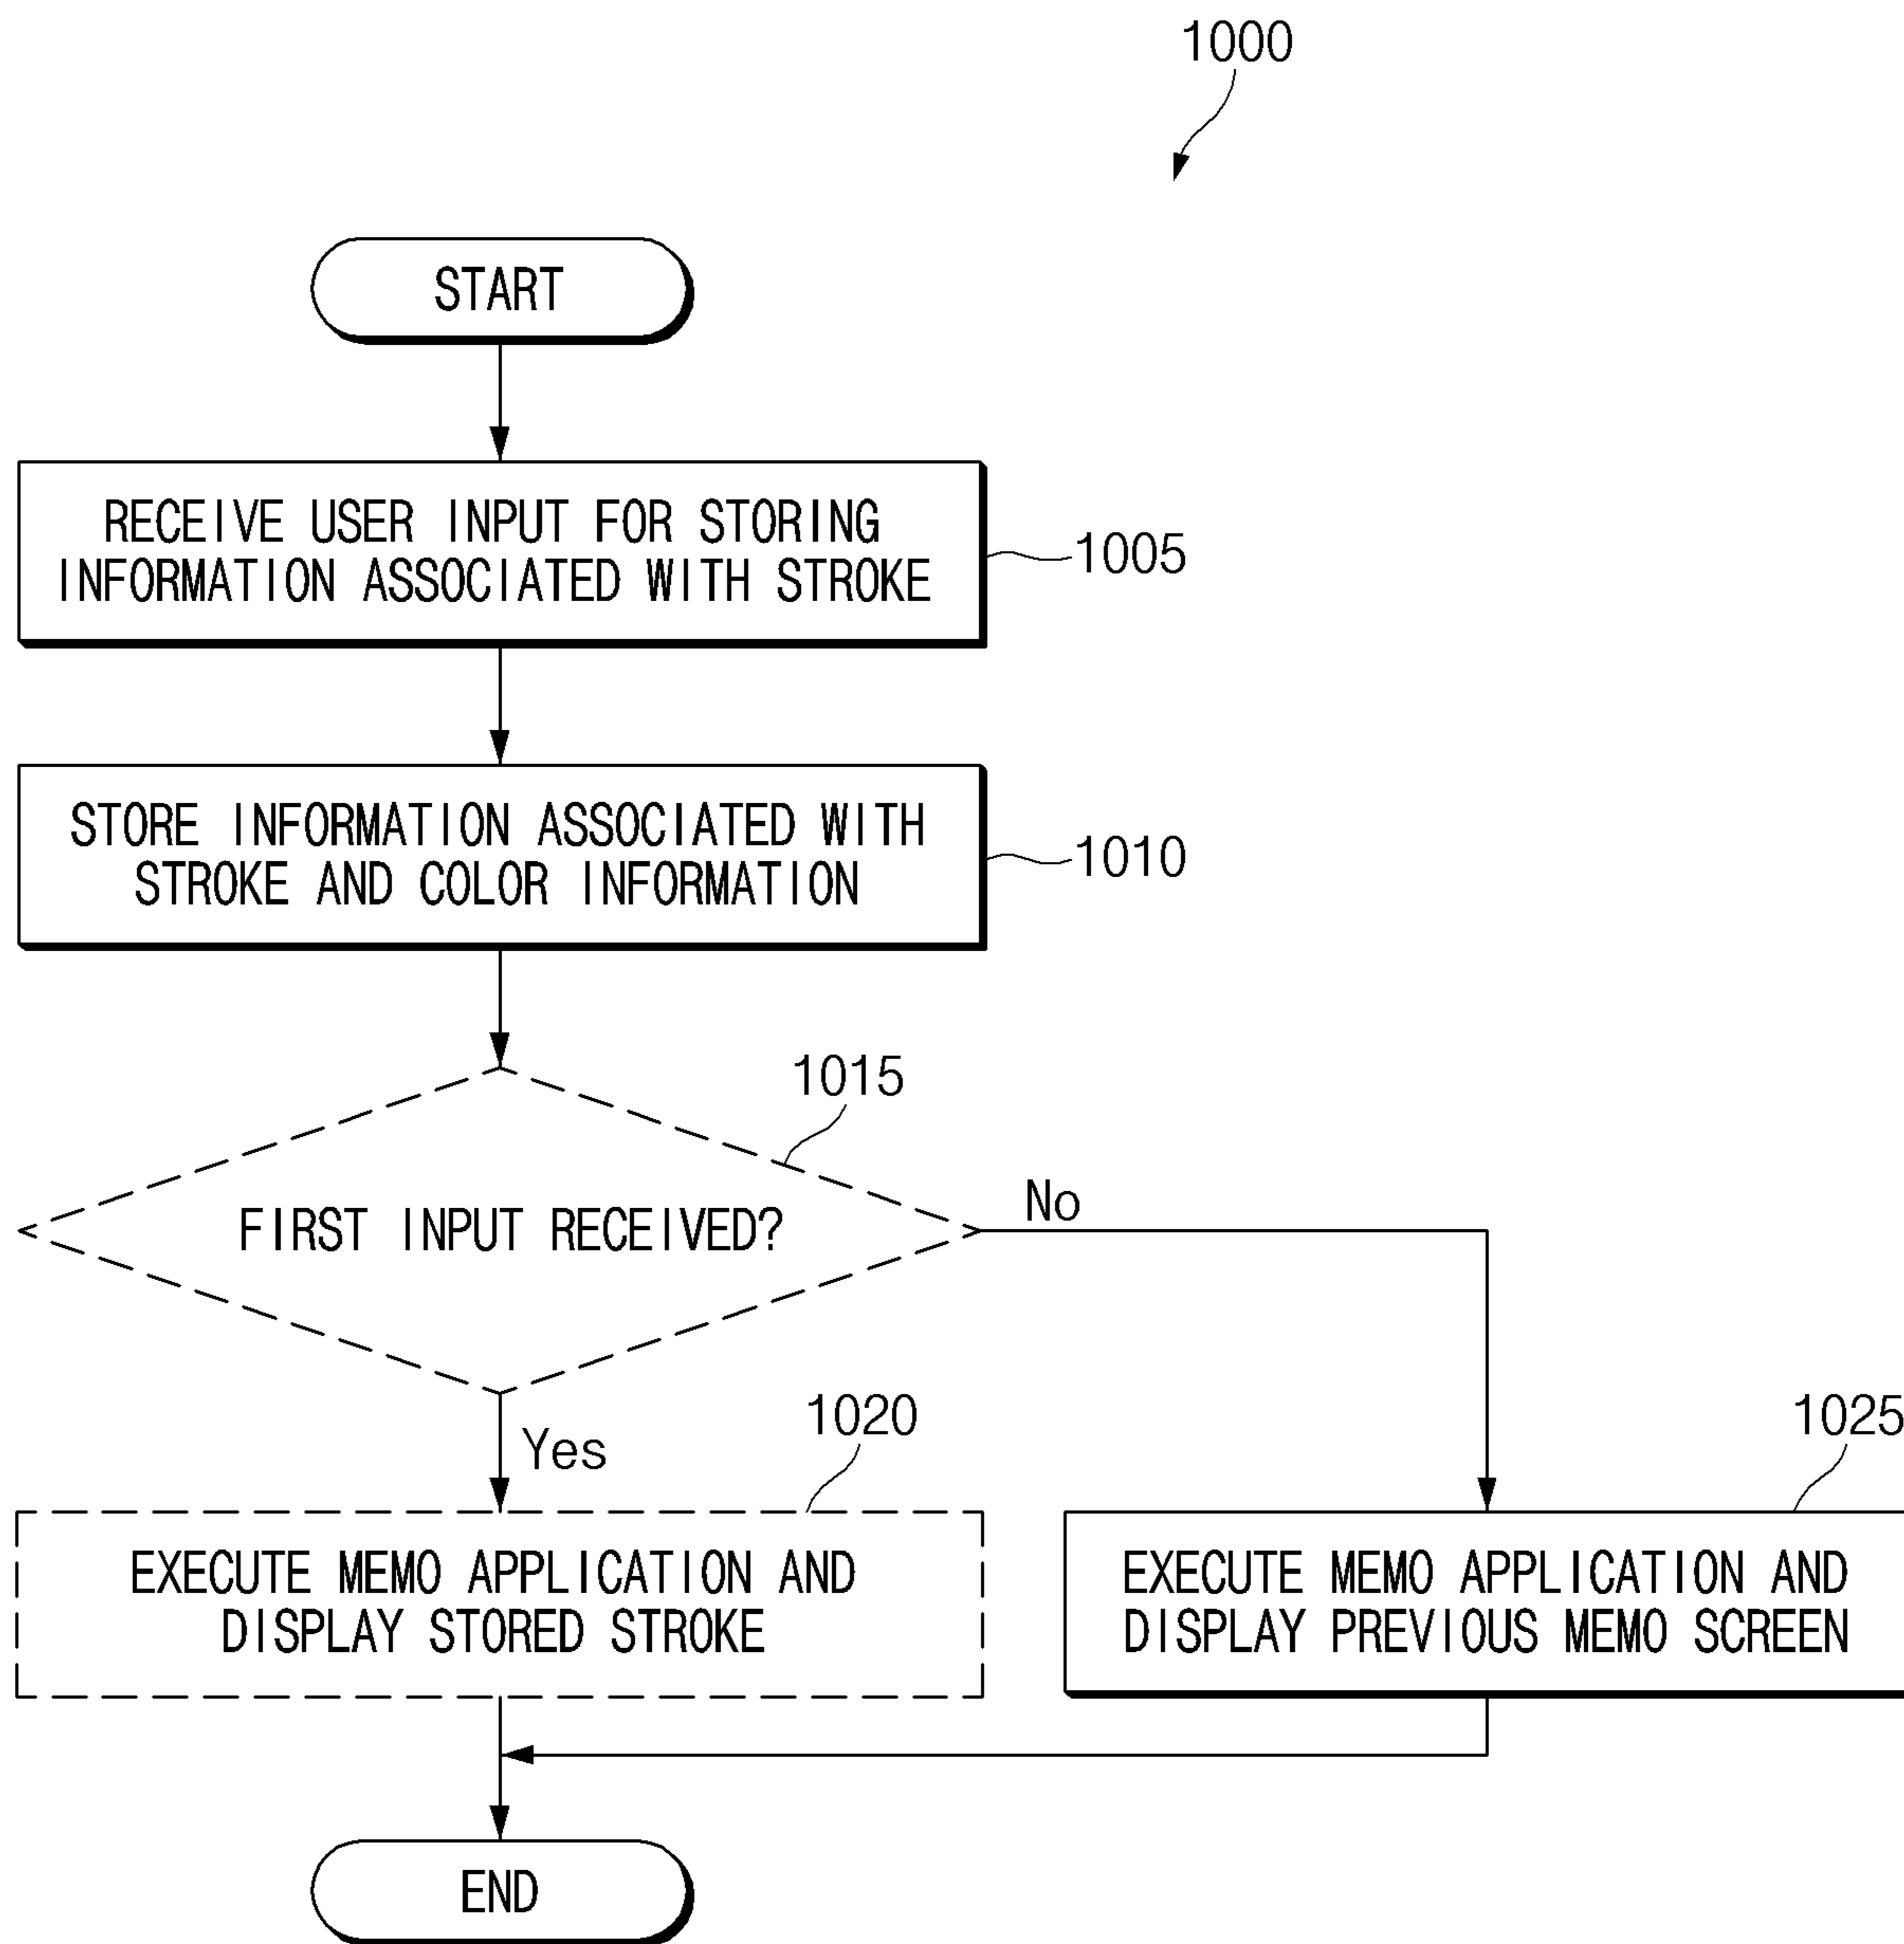 1000
START
RECEIVE USER INPUT FOR STORING
INFORMATION ASSOCIATED WITH STROKE
1005
STORE INFORMATION ASSOCIATED WITH
STROKE AND COLOR INFORMATION
1010
1015
FIRST INPUT RECEIVED?
No
Yes
1020
EXECUTE MEMO APPLICATION AND
DISPLAY STORED STROKE
1025
EXECUTE MEMO APPLICATION AND
DISPLAY PREVIOUS MEMO SCREEN
END